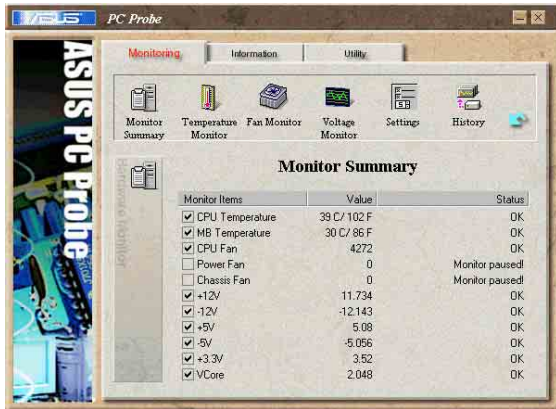 ASUS PC Probe
Monitoring Information Utility
Monitor Summary Temperature Monitor Fan Monitor Voltage Monitor Settings History
ASUS PC Probe
Hardware Monitor
Monitor Summary
Monitor Items Value Status
CPU Temperature 39 C/ 102 F OK
MB Temperature 30 C/ 86 F OK
CPU Fan 4272 OK
Power Fan 0 Monitor paused!
Chassis Fan 0 Monitor paused!
+12V 11.734 OK
-12V -12.143 OK
+5V 5.08 OK
-5V -5.056 OK
+3.3V 3.52 OK
VCore 2.048 OK